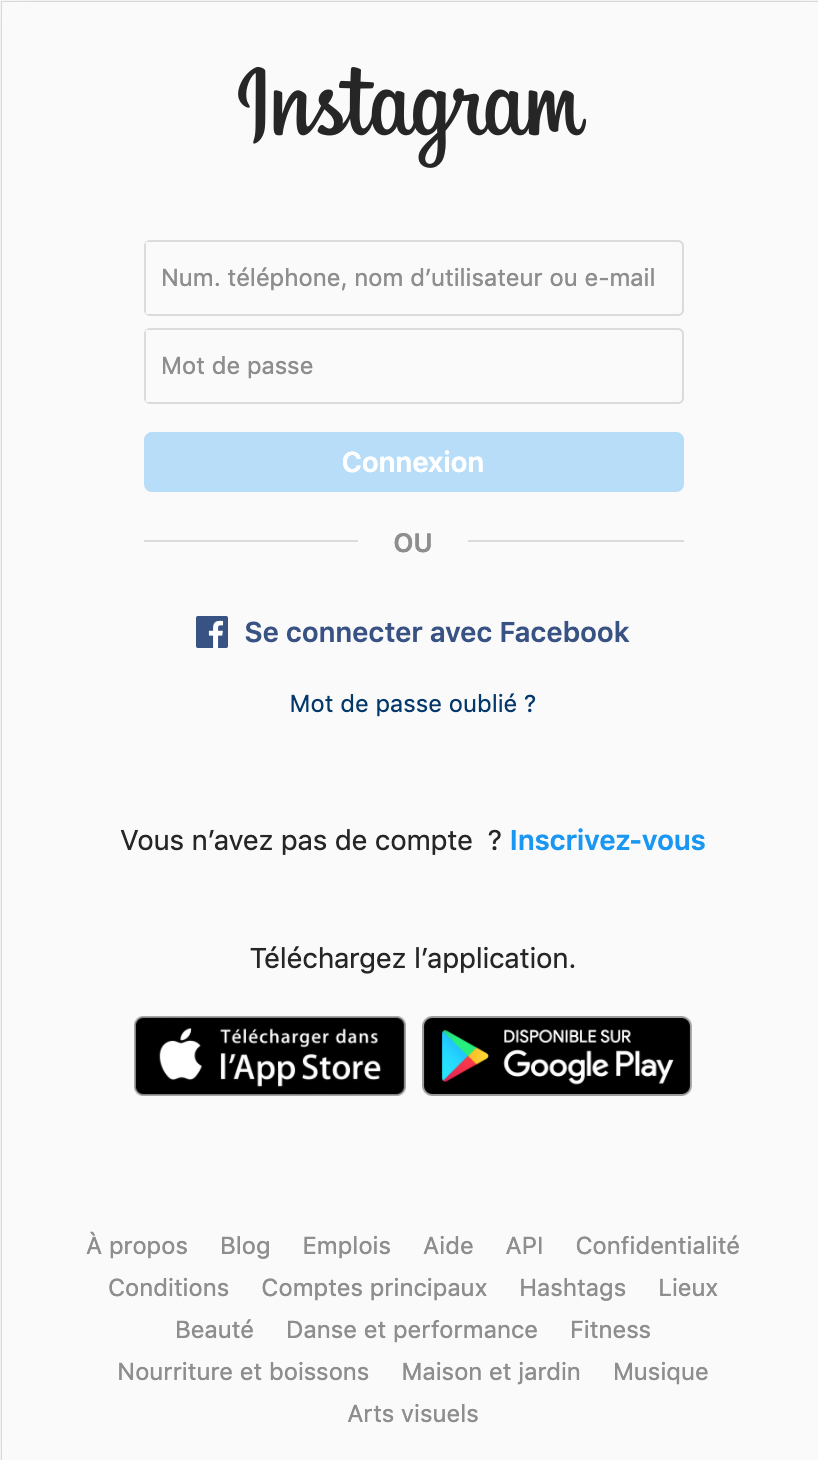 Instagram
Num. téléphone, nom d’utilisateur ou e-mail
Mot de passe
Connexion
OU
Se connecter avec Facebook
Mot de passe oublié ?
Vous n’avez pas de compte  ? Inscrivez-vous
Téléchargez l’application.
Télécharger dans
l’App Store
DISPONIBLE SUR
Google Play
À propos Blog Emplois Aide API Confidentialité
Conditions Comptes principaux Hashtags Lieux
Beauté Danse et performance Fitness
Nourriture et boissons Maison et jardin Musique
Arts visuels